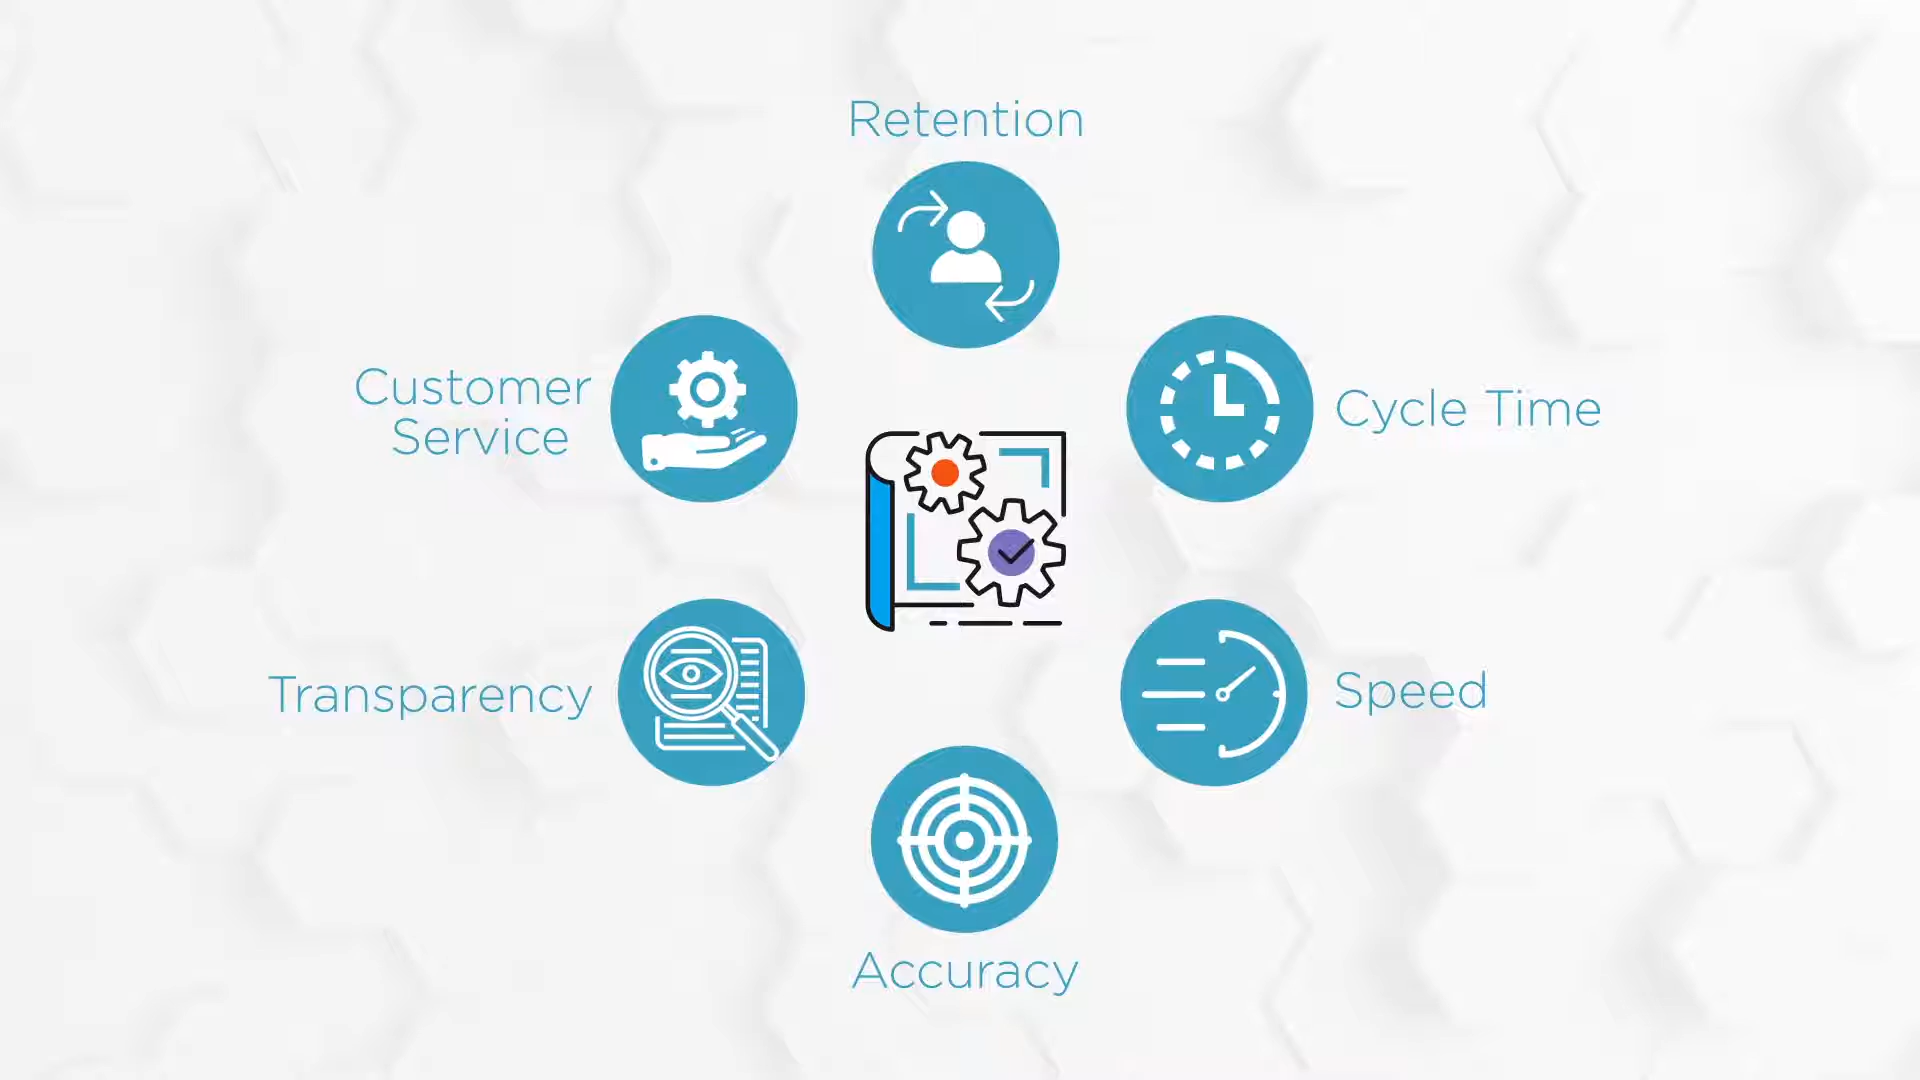 Retention
Customer
Service
Cycle Time
Transparency
Speed
Accuracy